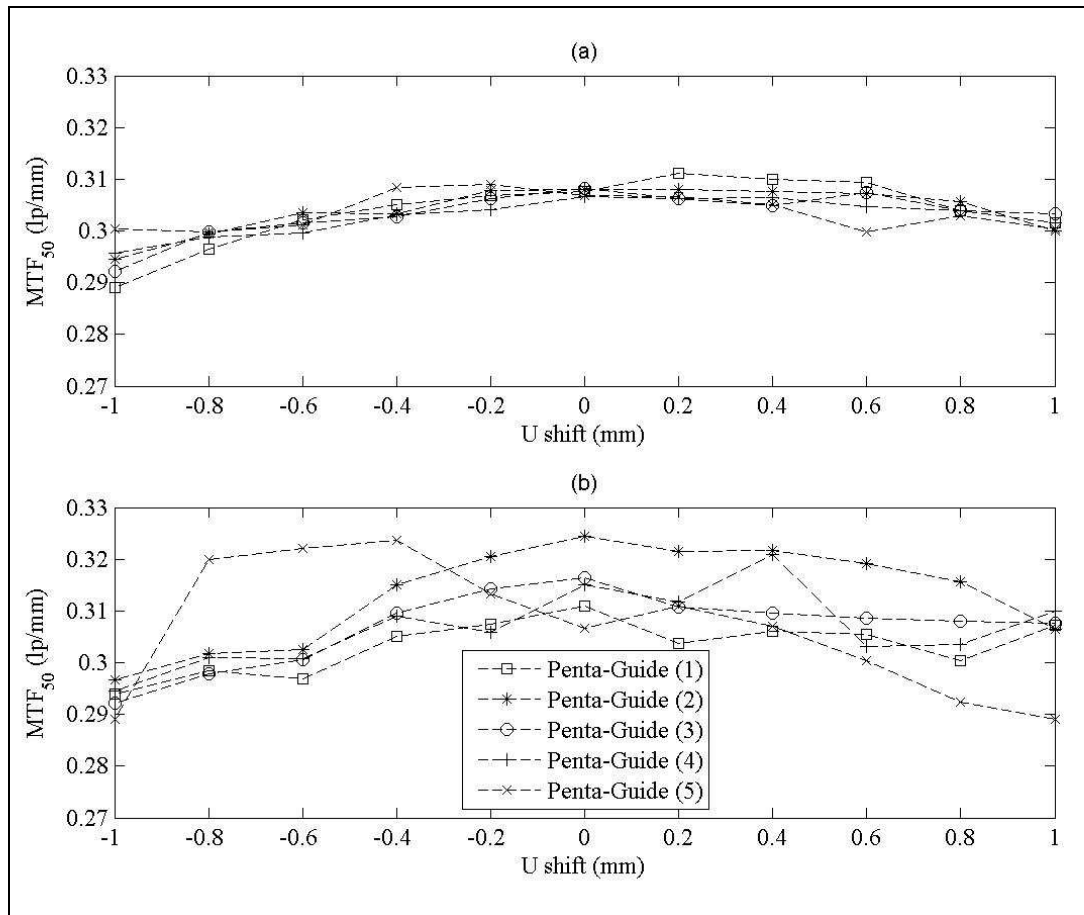 (a)
0.33
0.32
0.31
0.3
0.29
0.28
0.27
MTF50 (lp/mm)
-1 -0.8 -0.6 -0.4 -0.2 0 0.2 0.4 0.6 0.8 1
U shift (mm)
(b)
0.33
0.32
0.31
0.3
0.29
0.28
0.27
MTF50 (lp/mm)
Penta-Guide (1)
Penta-Guide (2)
Penta-Guide (3)
Penta-Guide (4)
Penta-Guide (5)
-1 -0.8 -0.6 -0.4 -0.2 0 0.2 0.4 0.6 0.8 1
U shift (mm)